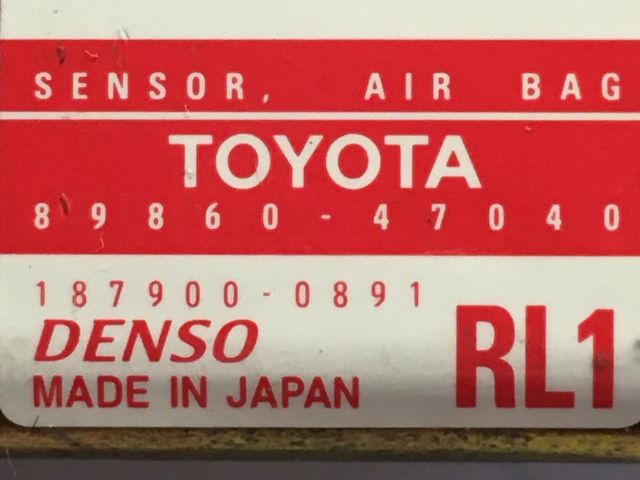 SENSOR, AIR BAG
TOYOTA
89860-47040
187900-0891
DENSO
MADE IN JAPAN
RL1